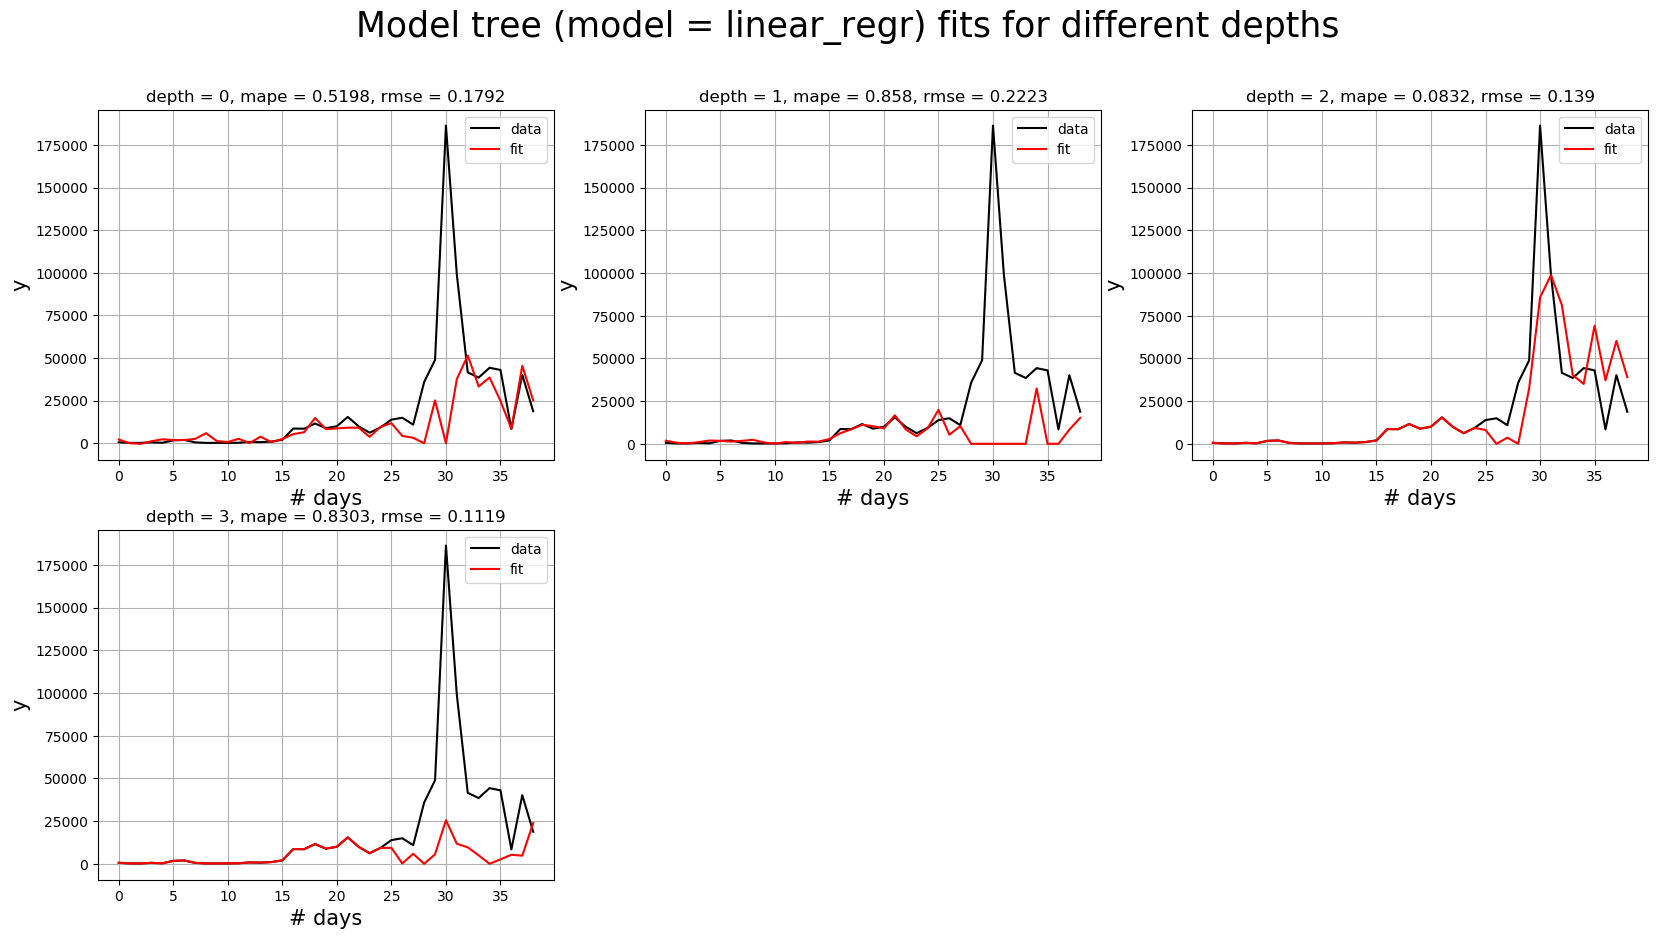 Model tree (model = linear_regr) fits for different depths
depth = 0, mape = 0.5198, rmse = 0.1792
data
fit
175000
150000
125000
100000
75000
50000
25000
0
y
0 5 10 15 20 25 30 35
# days
depth = 1, mape = 0.858, rmse = 0.2223
data
fit
175000
150000
125000
100000
75000
50000
25000
0
y
0 5 10 15 20 25 30 35
# days
depth = 2, mape = 0.0832, rmse = 0.139
data
fit
175000
150000
125000
100000
75000
50000
25000
0
y
0 5 10 15 20 25 30 35
# days
depth = 3, mape = 0.8303, rmse = 0.1119
data
fit
175000
150000
125000
100000
75000
50000
25000
0
y
0 5 10 15 20 25 30 35
# days